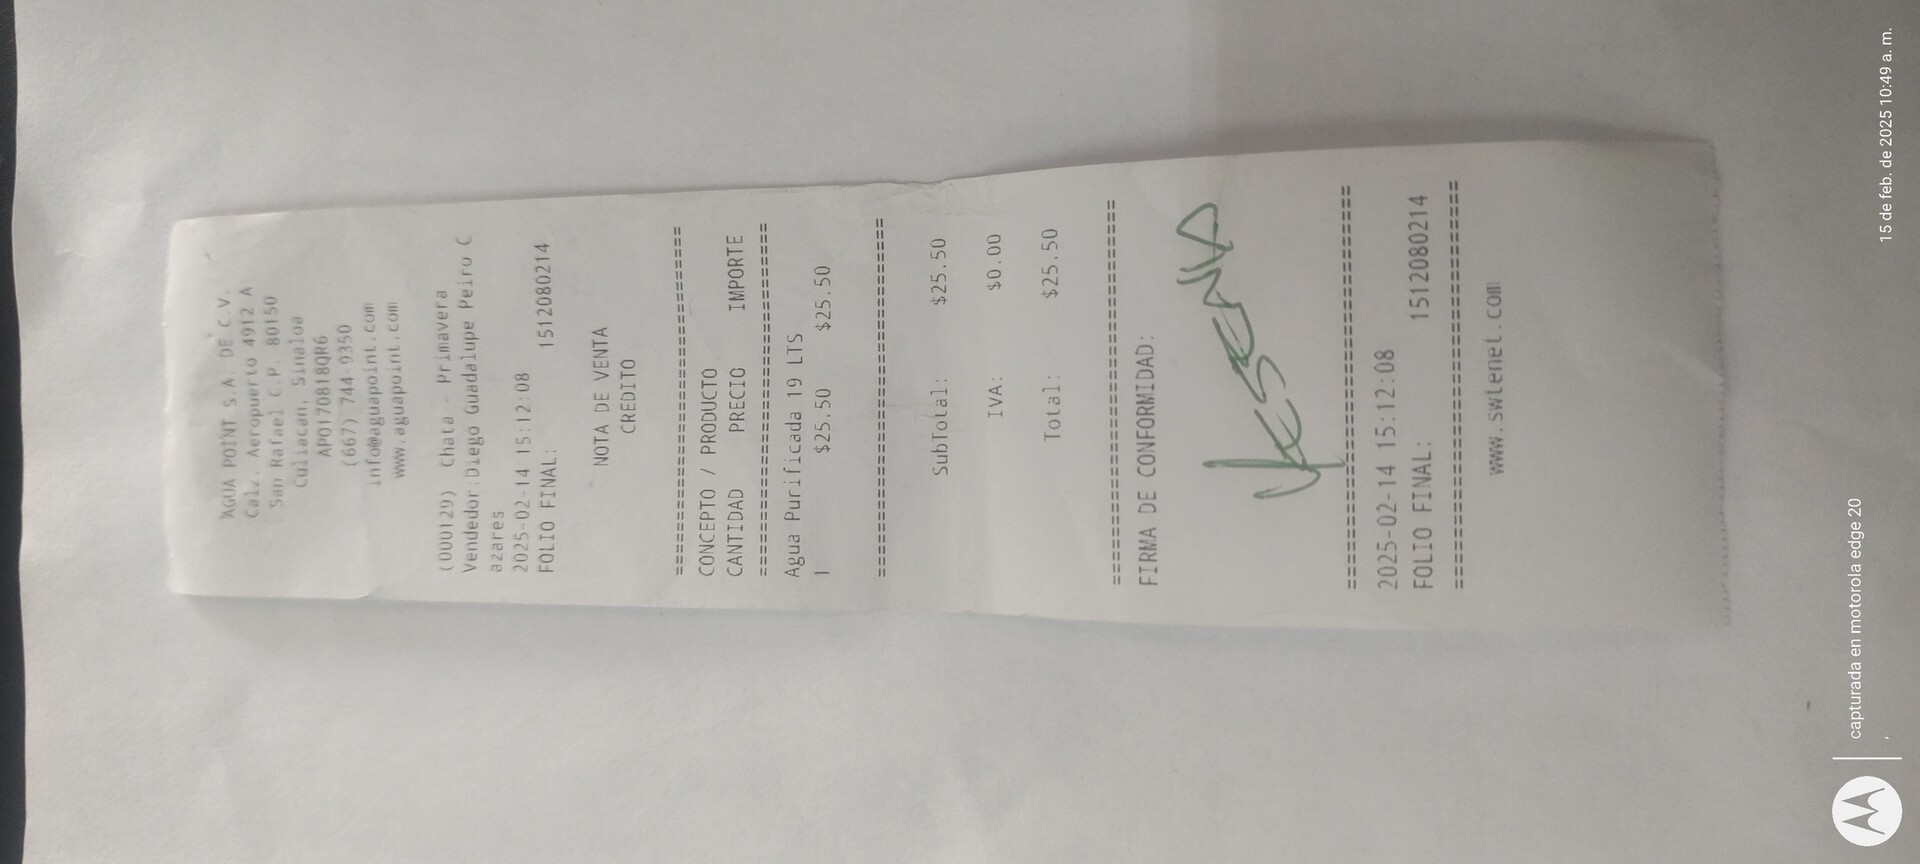 AGUA POINT S.A. DE C.V.
Calz. Aeropuerto 4912 A
San Rafael C.P. 80150
Culiacan, Sinaloa
APO170818QR6
(667) 744-9350
info@aguapoint.com
www.aguapoint.com
(000129) Chata - Primavera
Vendedor:Diego Guadalupe Peiro C
azares
2025-02-14 15:12:08
FOLIO FINAL: 1512080214
NOTA DE VENTA
CREDITO
================================
CONCEPTO / PRODUCTO
CANTIDAD PRECIO IMPORTE
================================
Agua Purificada 19 LTS
1 $25.50 $25.50
================================
SubTotal: $25.50
IVA: $0.00
Total: $25.50
================================
FIRMA DE CONFORMIDAD:
YESENIA
================================
2025-02-14 15:12:08
FOLIO FINAL: 1512080214
================================
www.swtenet.com
capturada en motorola edge 20
,
15 de feb. de 2025 10:49 a. m.